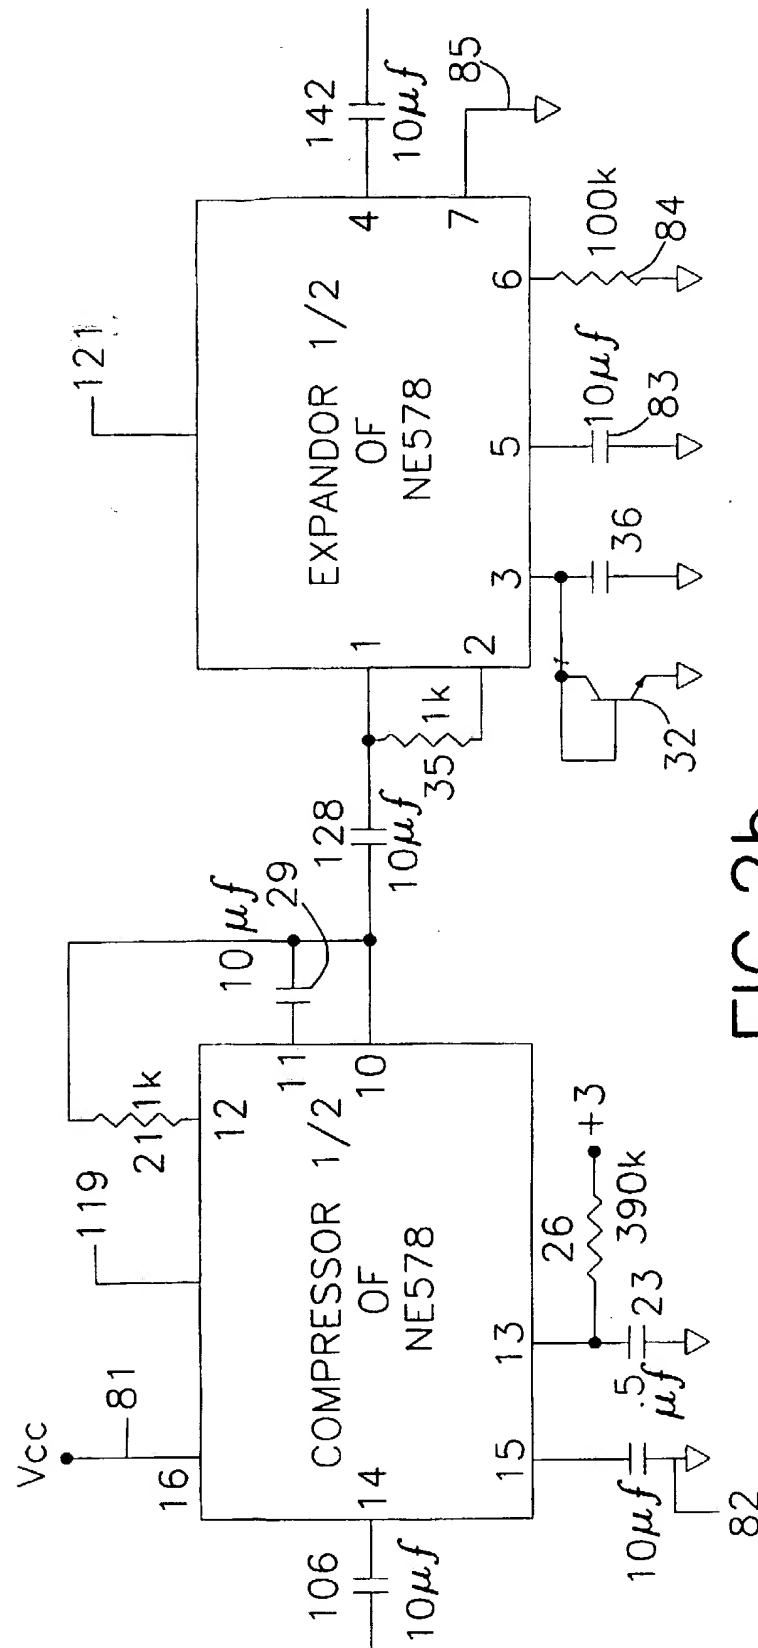 Vcc
81
119
16
106
10μf
14
COMPRESSOR 1/2
OF
NE578
15
13
12
11
10
21
1k
10 μf
29
26
390k
+3
.5
μf
23
10μf
82
128
10μf
35
1k
121
1
2
EXPANDOR 1/2
OF
NE578
3
5
6
4
7
142
10μf
85
32
36
10μf
83
100k
84